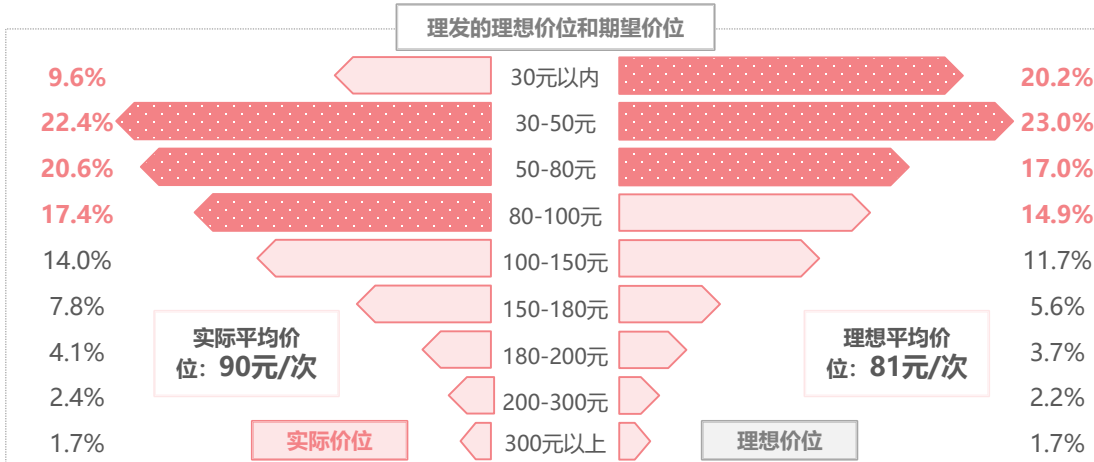 理发的理想价位和期望价位
9.6% 30元以内 20.2%
22.4% 30-50元 23.0%
20.6% 50-80元 17.0%
17.4% 80-100元 14.9%
14.0% 100-150元 11.7%
7.8% 150-180元 5.6%
4.1% 180-200元 3.7%
2.4% 200-300元 2.2%
1.7% 300元以上 1.7%
实际平均价
位：90元/次
理想平均价
位：81元/次
实际价位
理想价位